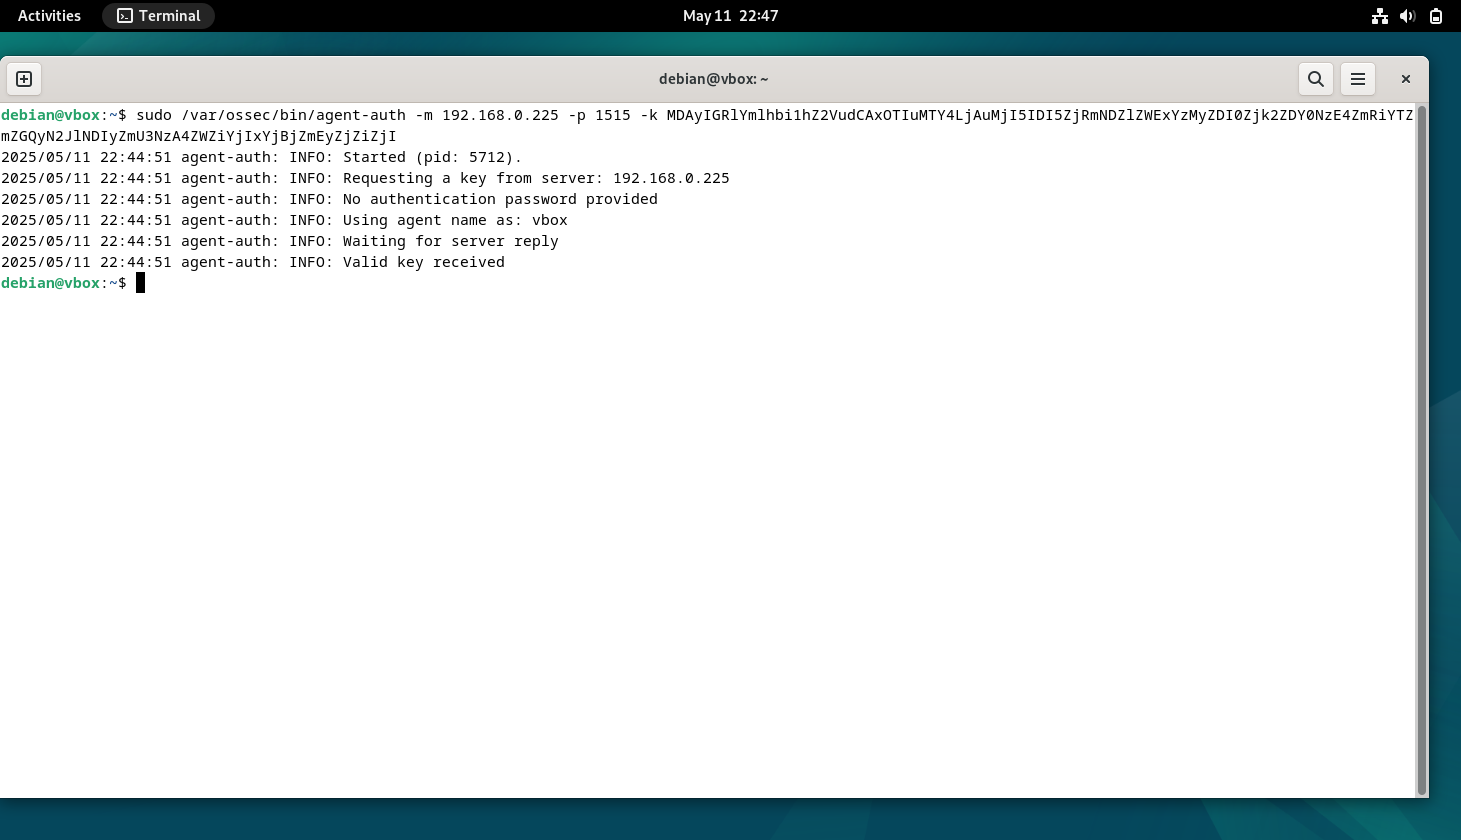 Activities
Terminal
May 11 22:47
debian@vbox: ~
debian@vbox:~$ sudo /var/ossec/bin/agent-auth -m 192.168.0.225 -p 1515 -k MDAyIGRlYmlhbi1hZ2VudCAxOTIuMTY4LjAuMjI5IDI5ZjRmNDZlZWExYzMyZDI0Zjk2ZDY0NzE4ZmRiYTZ
mZGQyN2JlNDIyZmU3NzA4ZWZiYjIxYjBjZmEyZjZiZjI
2025/05/11 22:44:51 agent-auth: INFO: Started (pid: 5712).
2025/05/11 22:44:51 agent-auth: INFO: Requesting a key from server: 192.168.0.225
2025/05/11 22:44:51 agent-auth: INFO: No authentication password provided
2025/05/11 22:44:51 agent-auth: INFO: Using agent name as: vbox
2025/05/11 22:44:51 agent-auth: INFO: Waiting for server reply
2025/05/11 22:44:51 agent-auth: INFO: Valid key received
debian@vbox:~$